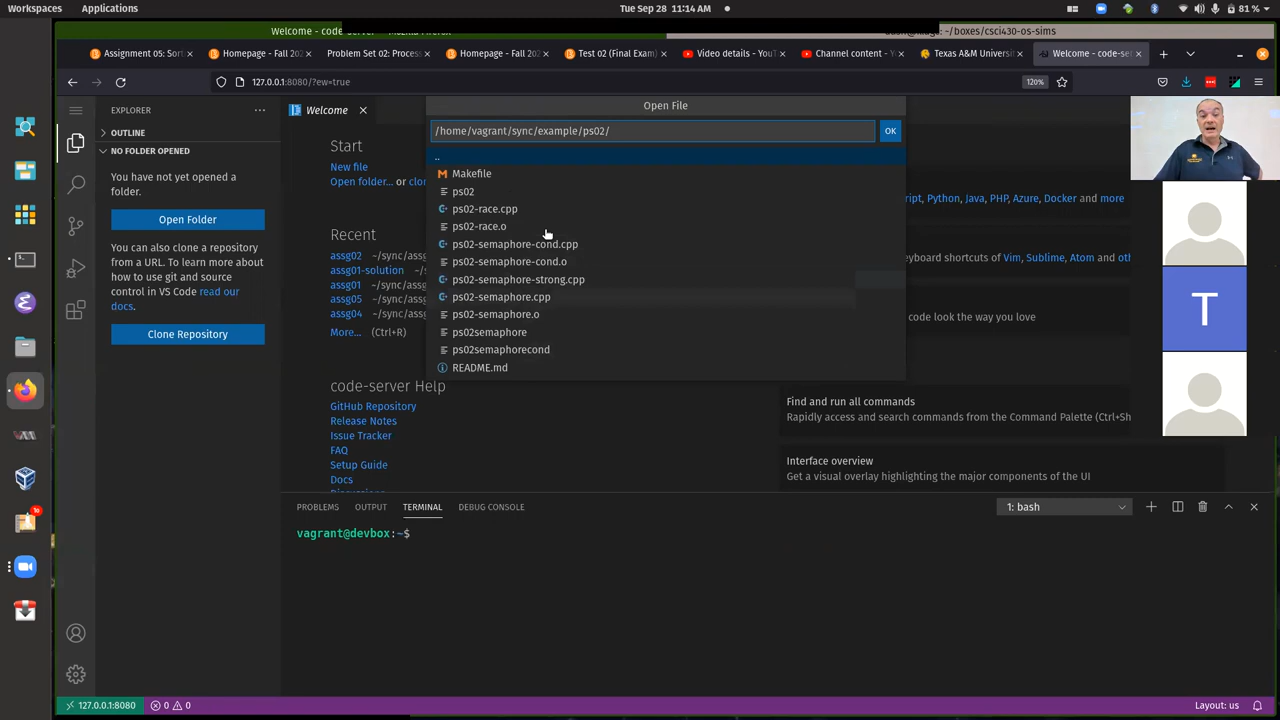 Workspaces Applications Tue Sep 28 11:14 AM 81 %
Welcome - code-server
~/boxes/csci430-os-sims
Assignment 05: Sor Homepage - Fall 202 Problem Set 02: Process Homepage - Fall 202 Test 02 (Final Exam) Video details - YouT Channel content - Texas A&M Universit Welcome - code-se
127.0.0.1:8080/?ew=true 120%
EXPLORER
OUTLINE
NO FOLDER OPENED
You have not yet opened a
folder.
Open Folder
You can also clone a repository
from a URL. To learn more about
how to use git and source
control in VS Code read our
docs.
Clone Repository
Welcome
Start
New file
Open folder... or clo
Recent
assg02 ~/sync/assign
assg01-solution ~/
assg01 ~/sync/assign
assg05 ~/sync/assign
assg04 ~/sync/assign
More... (Ctrl+R)
code-server Help
GitHub Repository
Release Notes
Issue Tracker
FAQ
Setup Guide
Docs
Discussions
Open File
/home/vagrant/sync/example/ps02/
OK
..
Makefile
ps02
ps02-race.cpp
ps02-race.o
ps02-semaphore-cond.cpp
ps02-semaphore-cond.o
ps02-semaphore-strong.cpp
ps02-semaphore.cpp
ps02-semaphore.o
ps02semaphore
ps02semaphorecond
README.md
ript, Python, Java, PHP, Azure, Docker and more
eyboard shortcuts of Vim, Sublime, Atom and oth
code look the way you love
Find and run all commands
Rapidly access and search commands from the Command Palette (Ctrl+Sh
Interface overview
Get a visual overlay highlighting the major components of the UI
T
PROBLEMS OUTPUT TERMINAL DEBUG CONSOLE 1: bash
vagrant@devbox:~$
127.0.0.1:8080 0 0 Layout: us